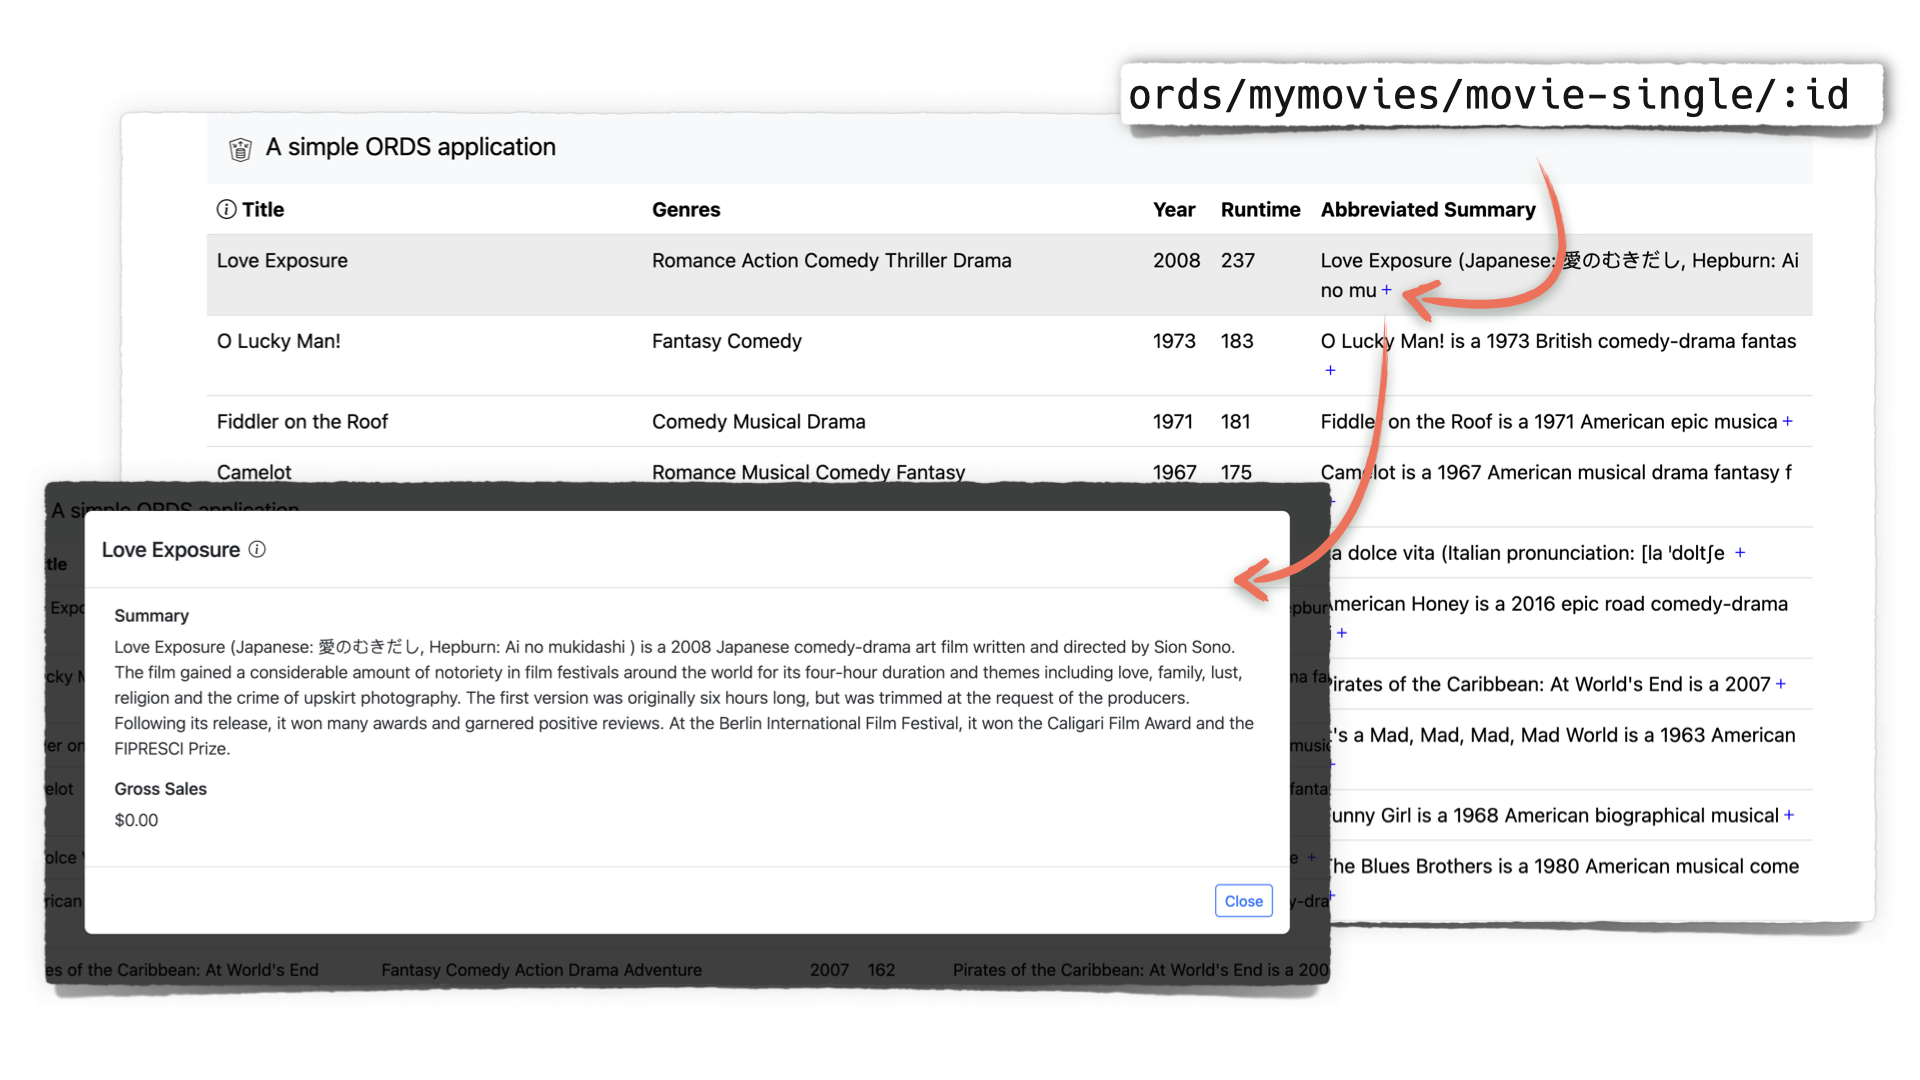 ords/mymovies/movie-single/:id
A simple ORDS application
Title Genres Year Runtime Abbreviated Summary
Love Exposure Romance Action Comedy Thriller Drama 2008 237 Love Exposure (Japanese: 愛のむきだし, Hepburn: Ai
no mu +
O Lucky Man! Fantasy Comedy 1973 183 O Lucky Man! is a 1973 British comedy-drama fantas
+
Fiddler on the Roof Comedy Musical Drama 1971 181 Fiddler on the Roof is a 1971 American epic musica +
Camelot Romance Musical Comedy Fantasy 1967 175 Camelot is a 1967 American musical drama fantasy f
+
dolce vita (Italian pronunciation: [la ˈdoltʃe +
American Honey is a 2016 epic road comedy-drama
+
Pirates of the Caribbean: At World's End is a 2007 +
's a Mad, Mad, Mad, Mad World is a 1963 American
+
unny Girl is a 1968 American biographical musical +
The Blues Brothers is a 1980 American musical come
+
A simple ORDS application
Love Exposure
Summary
Love Exposure (Japanese: 愛のむきだし, Hepburn: Ai no mukidashi ) is a 2008 Japanese comedy-drama art film written and directed by Sion Sono.
The film gained a considerable amount of notoriety in film festivals around the world for its four-hour duration and themes including love, family, lust,
religion and the crime of upskirt photography. The first version was originally six hours long, but was trimmed at the request of the producers.
Following its release, it won many awards and garnered positive reviews. At the Berlin International Film Festival, it won the Caligari Film Award and the
FIPRESCI Prize.
Gross Sales
$0.00
Close
es of the Caribbean: At World's End Fantasy Comedy Action Drama Adventure 2007 162 Pirates of the Caribbean: At World's End is a 200